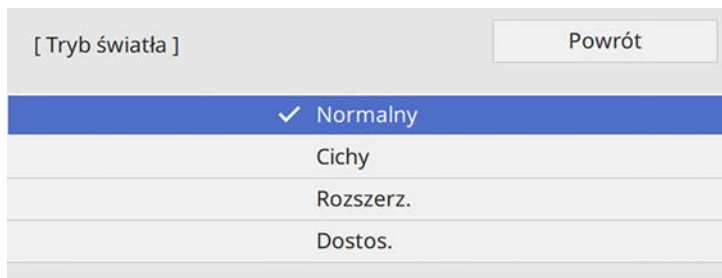 [ Tryb światła ]
Powrót
Normalny
Cichy
Rozszerz.
Dostos.